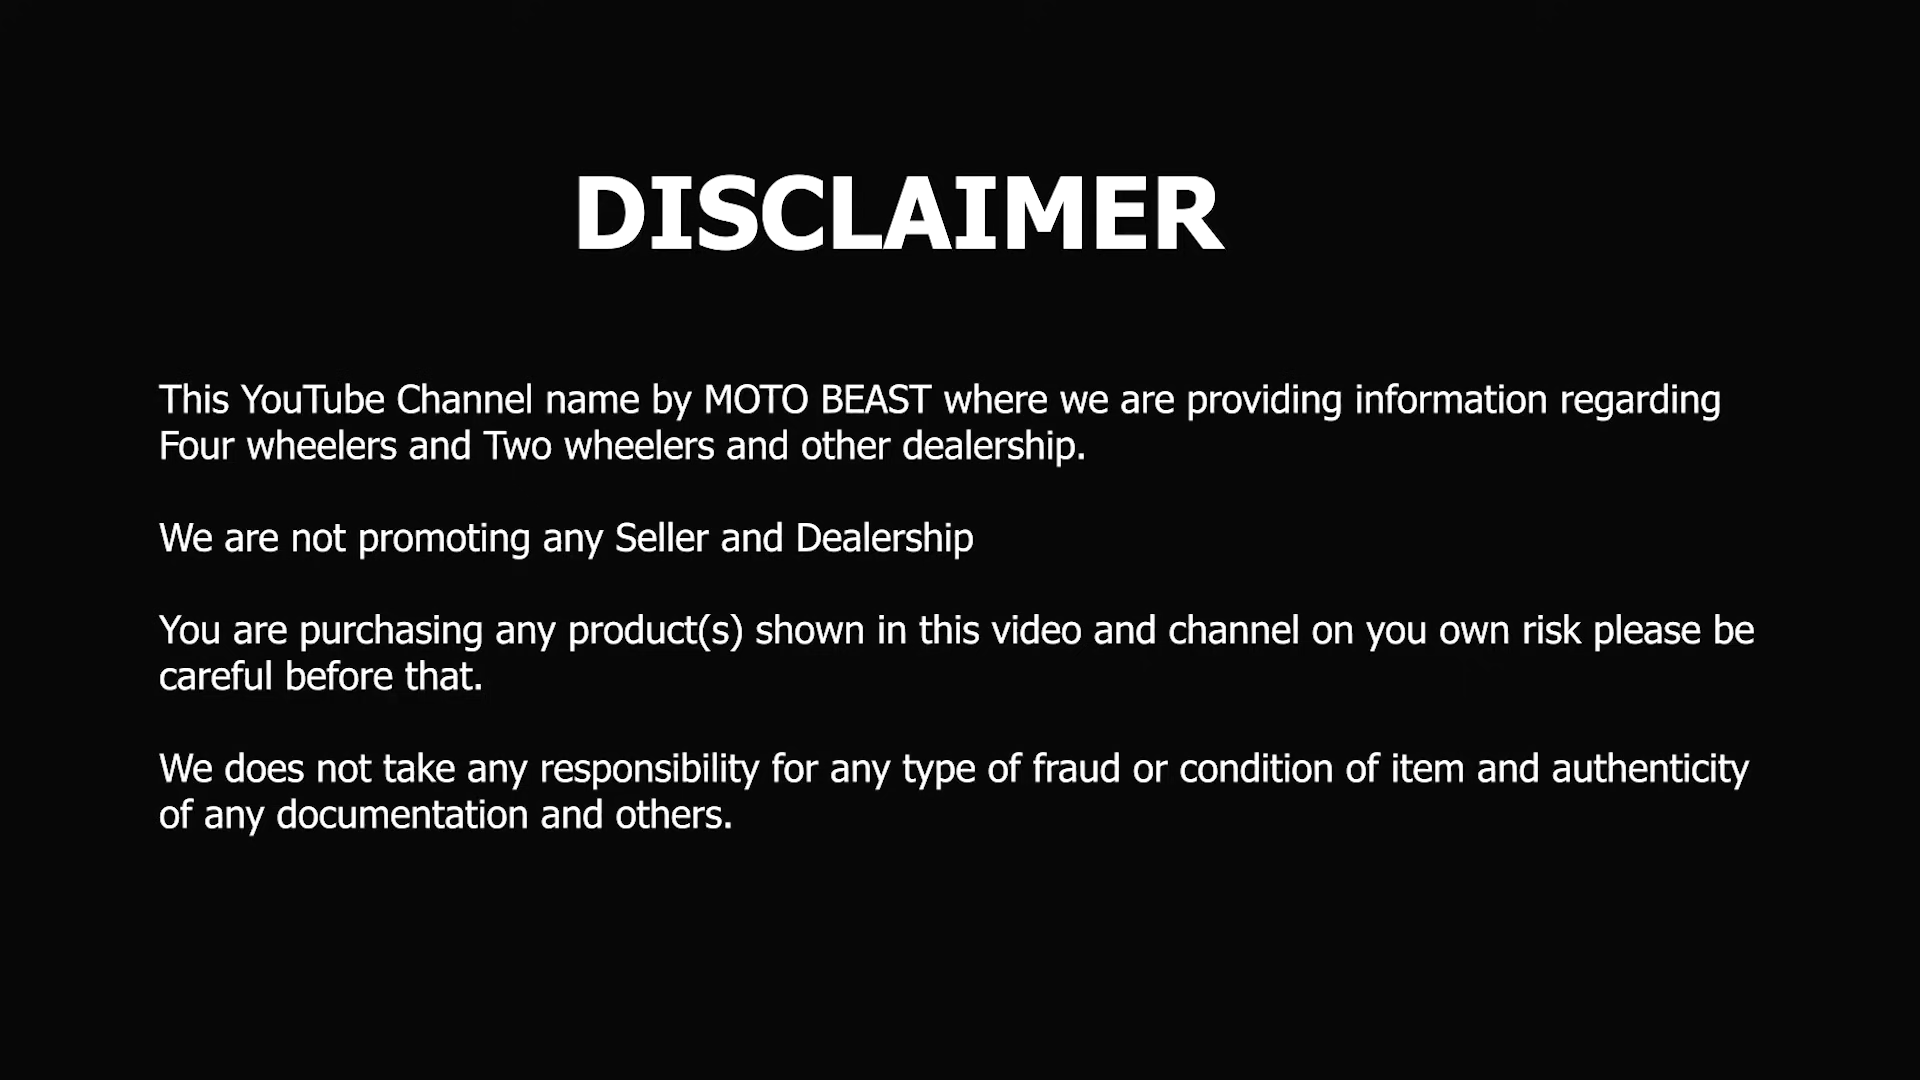 DISCLAIMER
This YouTube Channel name by MOTO BEAST where we are providing information regarding
Four wheelers and Two wheelers and other dealership.
We are not promoting any Seller and Dealership
You are purchasing any product(s) shown in this video and channel on you own risk please be
careful before that.
We does not take any responsibility for any type of fraud or condition of item and authenticity
of any documentation and others.